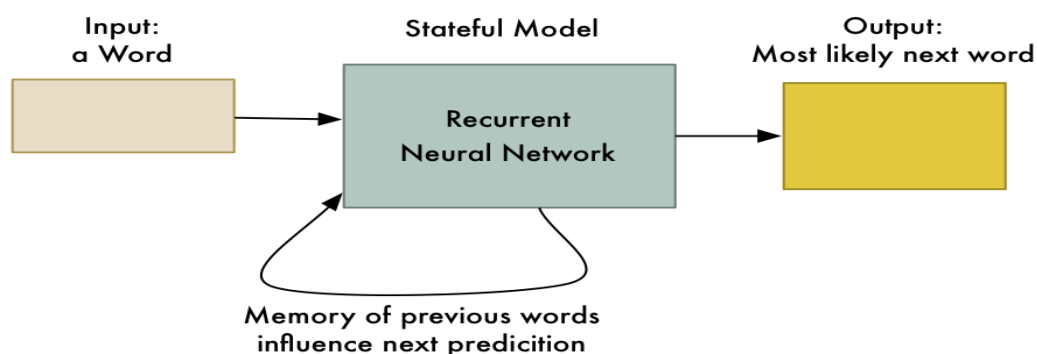 Input:
a Word
Stateful Model
Output:
Most likely next word
Recurrent
Neural Network
Memory of previous words
influence next predicition